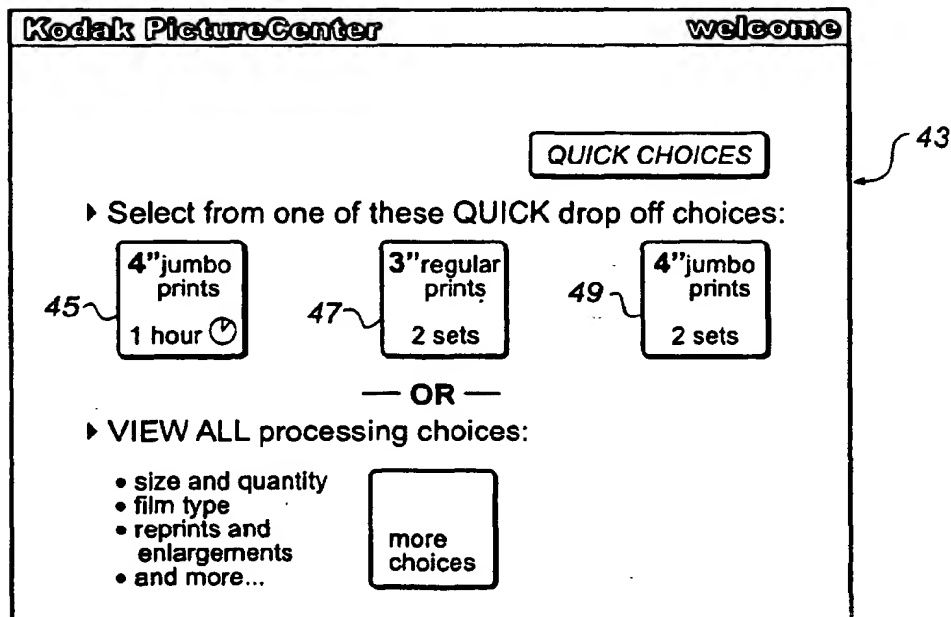 Kodak PictureCenter welcome
QUICK CHOICES
43
Select from one of these QUICK drop off choices:
4" jumbo prints
1 hour
45
3" regular prints
2 sets
47
4" jumbo prints
2 sets
49
— OR —
VIEW ALL processing choices:
• size and quantity
• film type
• reprints and
enlargements
• and more...
more
choices